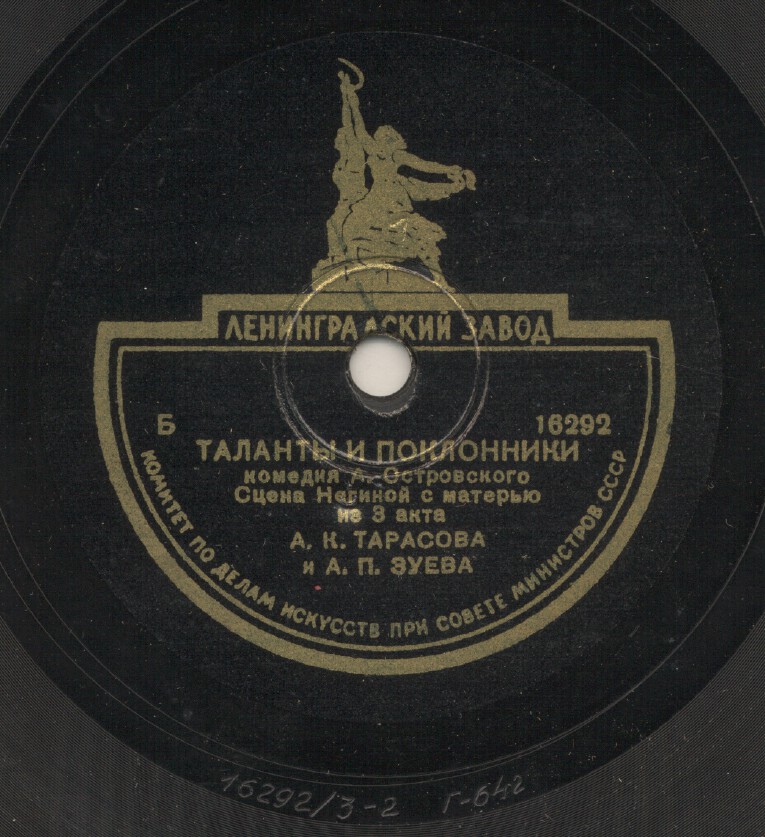 ЛЕНИНГРАДСКИЙ ЗАВОД
Б 16292
ТАЛАНТЫ И ПОКЛОННИКИ
комедия А. Островского
Сцена Негиной с матерью
из 3 акта
А. К. ТАРАСОВА
и А. П. ЗУЕВА
КОМИТЕТ ПО ДЕЛАМ ИСКУССТВ ПРИ СОВЕТЕ МИНИСТРОВ СССР
16292/3-2 Г-642